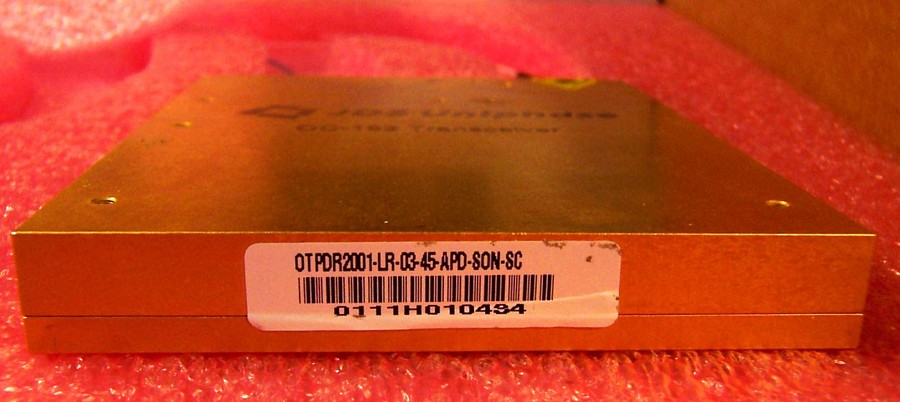 JDS Uniphase
OC-192 Transceiver
OTPDR2001-LR-03-45-APD-SON-SC
0111H010434